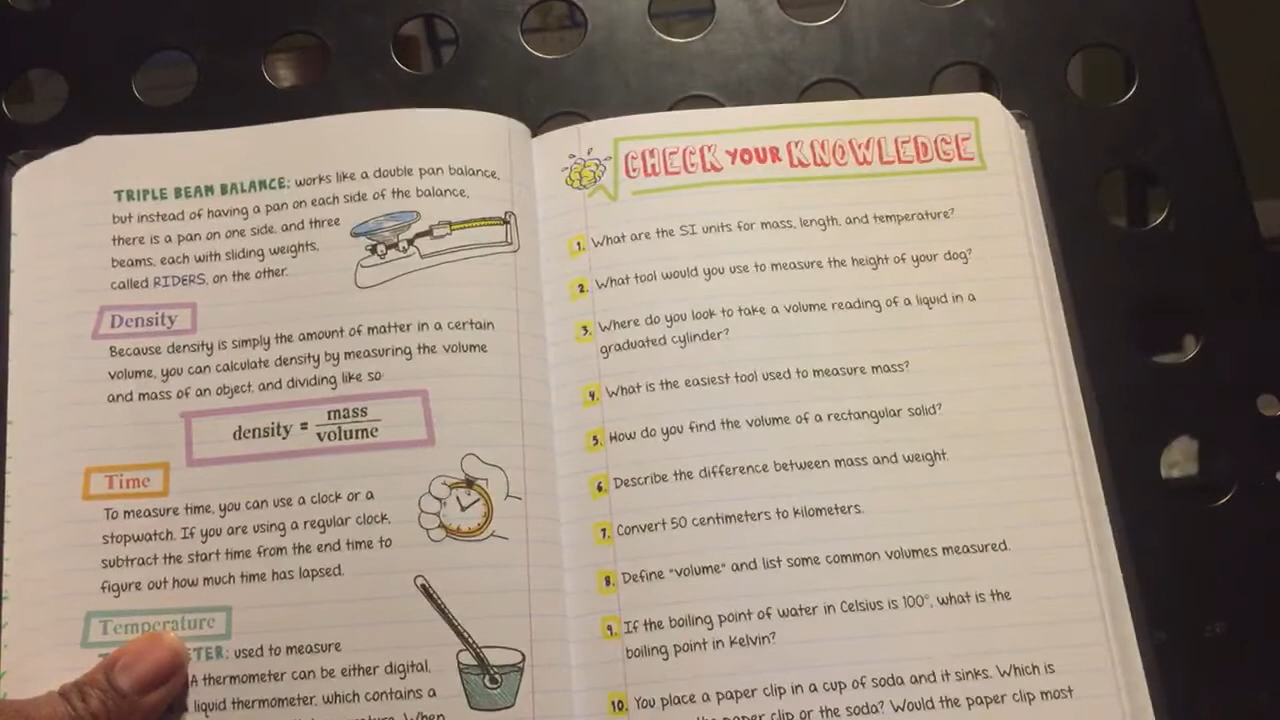 TRIPLE BEAM BALANCE: works like a double pan balance,
but instead of having a pan on each side of the balance,
there is a pan on one side, and three
beams, each with sliding weights,
called RIDERS, on the other.
Density
Because density is simply the amount of matter in a certain
volume, you can calculate density by measuring the volume
and mass of an object, and dividing like so:
density = mass
volume
Time
To measure time, you can use a clock or a
stopwatch. If you are using a regular clock,
subtract the start time from the end time to
figure out how much time has lapsed.
Temperature
used to measure
A thermometer can be either digital,
liquid thermometer, which contains a
When
CHECK YOUR KNOWLEDGE
1. What are the SI units for mass, length, and temperature?
2. What tool would you use to measure the height of your dog?
3. Where do you look to take a volume reading of a liquid in a
graduated cylinder?
4. What is the easiest tool used to measure mass?
5. How do you find the volume of a rectangular solid?
6. Describe the difference between mass and weight.
7. Convert 50 centimeters to kilometers.
8. Define "volume" and list some common volumes measured.
9. If the boiling point of water in Celsius is 100°, what is the
boiling point in Kelvin?
10. You place a paper clip in a cup of soda and it sinks. Which is
paper clip or the soda? Would the paper clip most